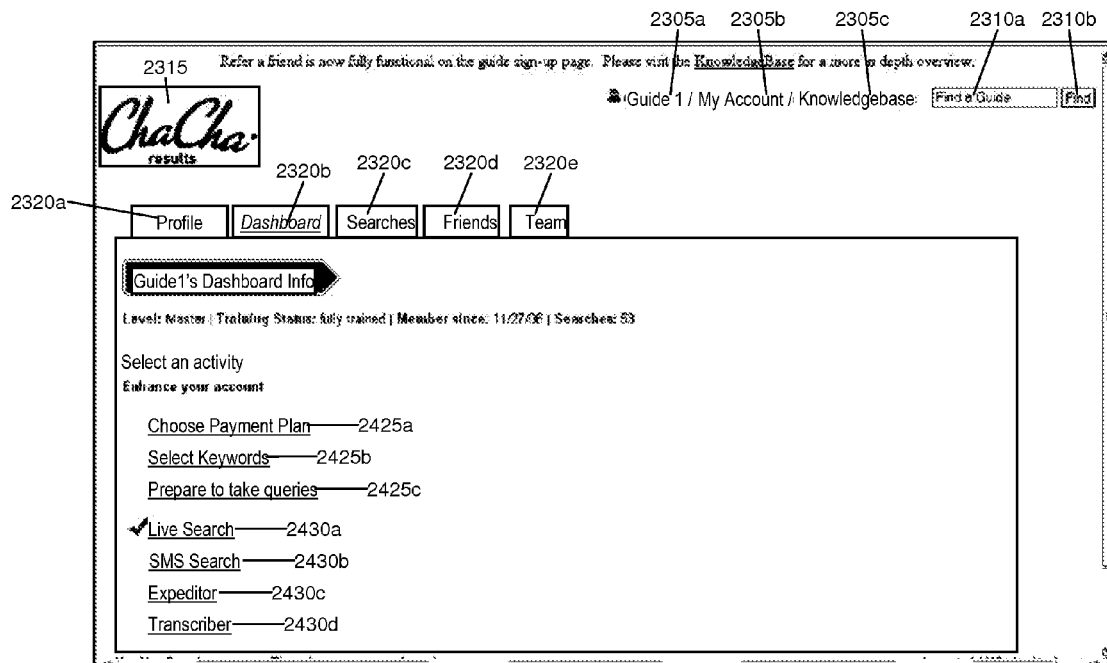 2305a 2305b 2305c 2310a 2310b
Refer a friend is now fully functional on the guide sign-up page. Please visit the KnowledgeBase for a more in depth overview.
2315
Guide 1 / My Account / Knowledgebase Find a Guide Find
ChaCha
results
2320a 2320b 2320c 2320d 2320e
Profile Dashboard Searches Friends Team
Guide1's Dashboard Info
Level: Master | Training Status: fully trained | Member since: 11/27/06 | Searches: 53
Select an activity
Enhance your account
Choose Payment Plan 2425a
Select Keywords 2425b
Prepare to take queries 2425c
Live Search 2430a
SMS Search 2430b
Expeditor 2430c
Transcriber 2430d